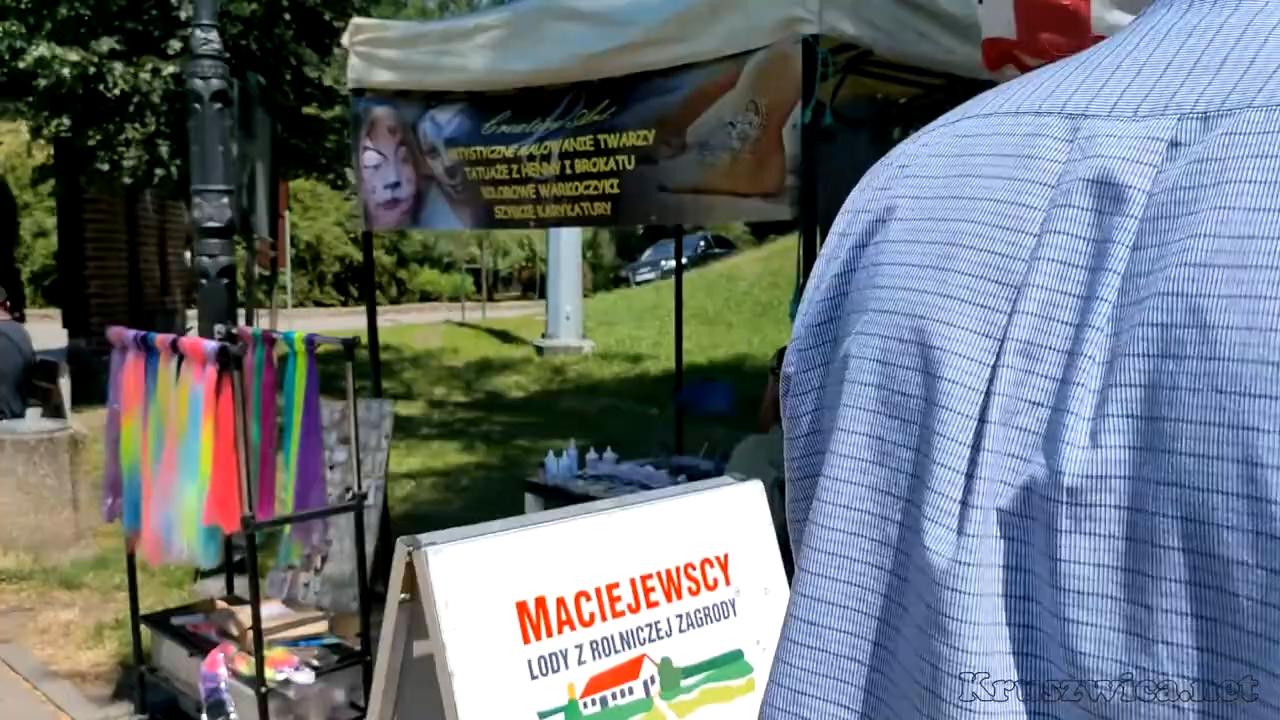 ARTYSTYCZNE MALOWANIE TWARZY
TATUAŻE Z HENNY I BROKATU
KOLOROWE WARKOCZYKI
SZYBKIE KARYKATURY
MACIEJEWSCY
LODY Z ROLNICZEJ ZAGRODY
Kruszwica.net